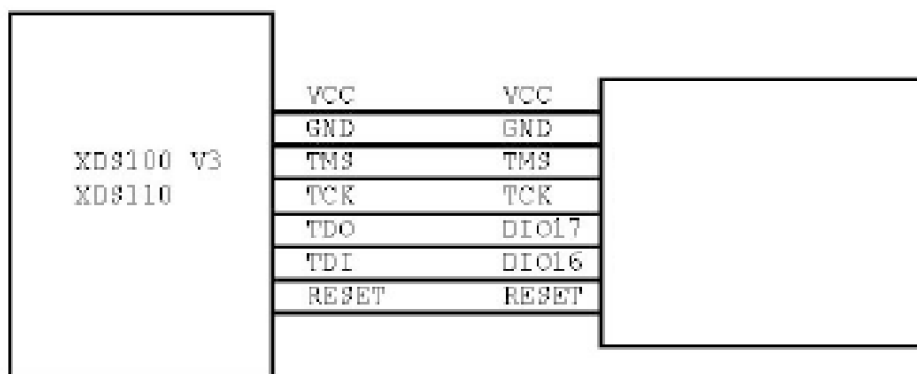 VCC VCC
GND GND
XDS100 V3
TMS TMS
XDS110
TCK TCK
TDO DIO17
TDI DIO16
RESET RESET